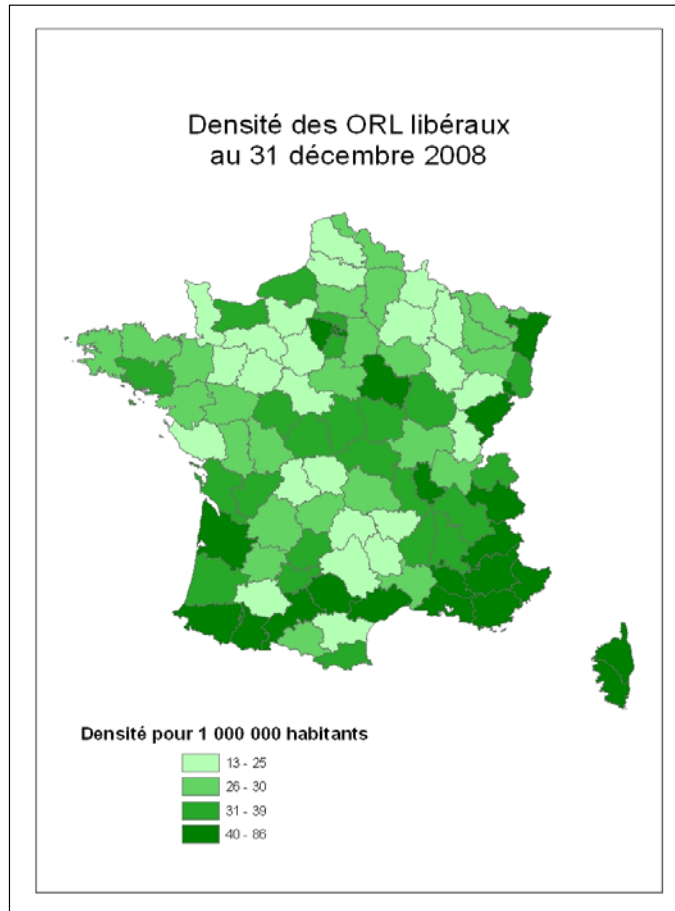 Densité des ORL libéraux
au 31 décembre 2008
Densité pour 1 000 000 habitants
13 - 25
26 - 30
31 - 39
40 - 86